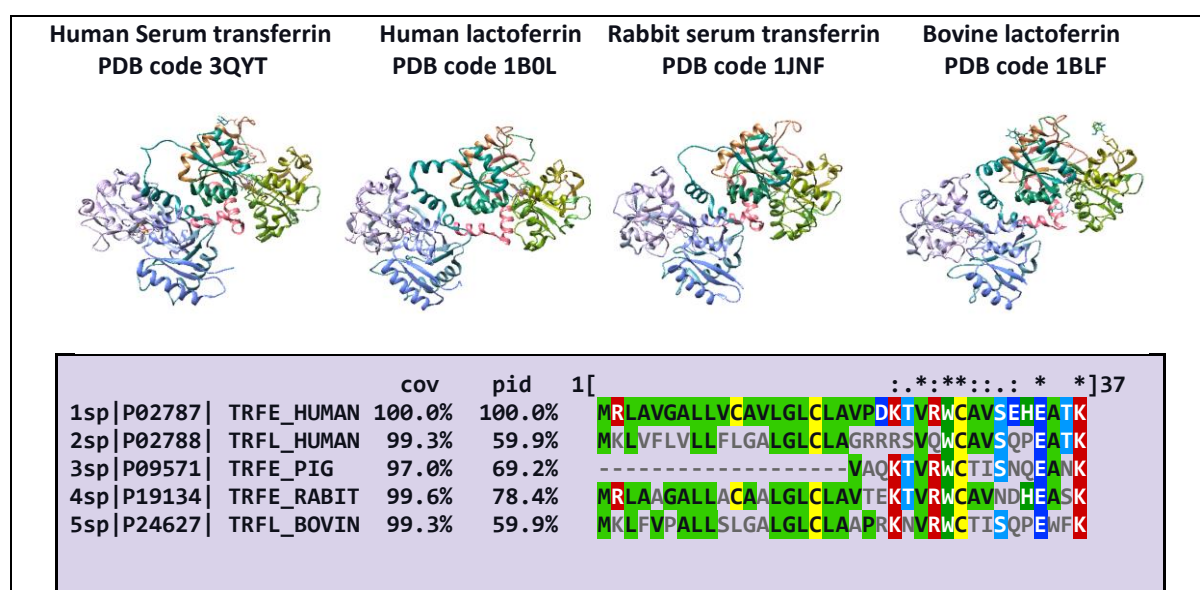 Human Serum transferrin Human lactoferrin Rabbit serum transferrin Bovine lactoferrin
PDB code 3QYT PDB code 1B0L PDB code 1JNF PDB code 1BLF
cov pid 1[ :.*:**::.: * *]37
1sp|P02787| TRFE_HUMAN 100.0% 100.0% MRLAVGALLVCAVLGLCLAVPDKTVRWCAVSEHEATK
2sp|P02788| TRFL_HUMAN 99.3% 59.9% MKLVFLVLLFLGALGLCLAGRRRSVQWCAVSQPEATK
3sp|P09571| TRFE_PIG 97.0% 69.2% -------------------VAQKTVRWCTISNQEANK
4sp|P19134| TRFE_RABIT 99.6% 78.4% MRLAAGALLACAALGLCLAVTEKTVRWCAVNDHEASK
5sp|P24627| TRFL_BOVIN 99.3% 59.9% MKLFVPALLSLGALGLCLAAPRKNVRWCTISQPEWFK